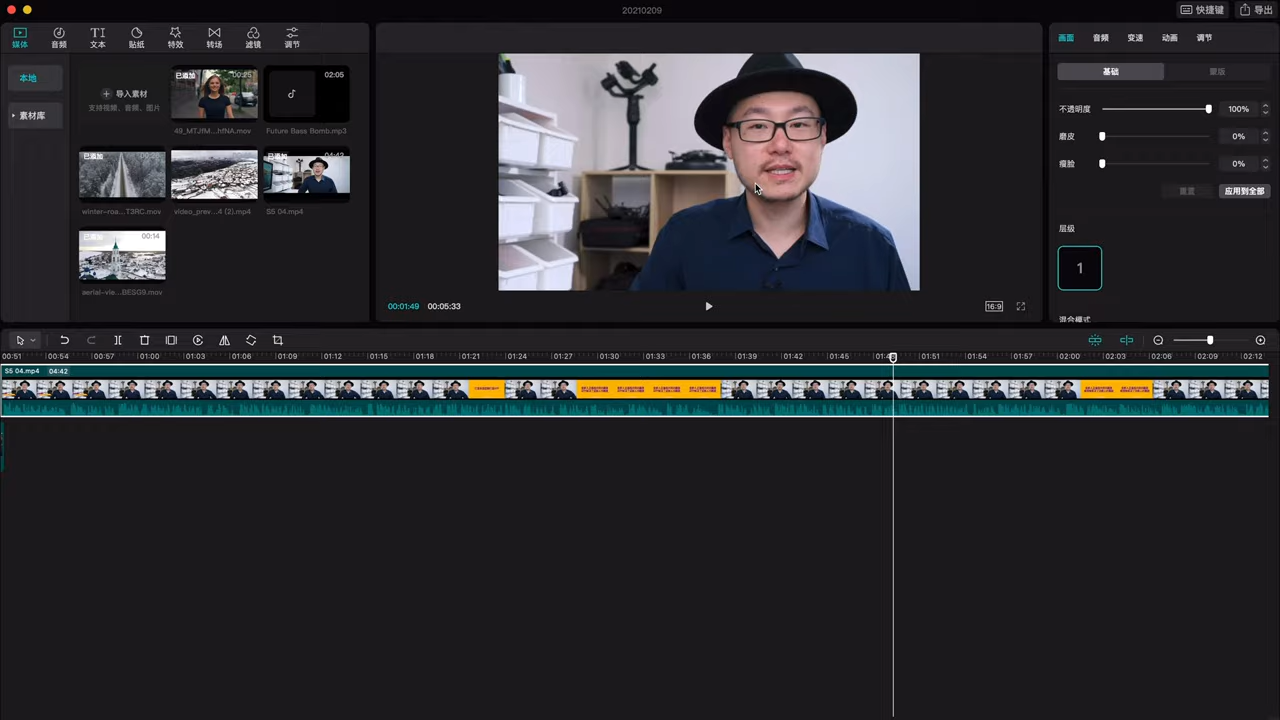 20210209
快捷键
导出
媒体
音频
文本
贴纸
特效
转场
滤镜
调节
画面
音频
变速
动画
调节
本地
素材库
导入素材
支持视频、音频、图片
已添加
00:25
49_MTJfM...hfNA.mov
02:05
Future Bass Bomb.mp3
已添加
winter-roa...T3RC.mov
video_prev...4 (2).mp4
已添加
04:42
S5 04.mp4
已添加
00:14
aerial-vie...BESG9.mov
基础
蒙版
不透明度
100%
磨皮
0%
瘦脸
0%
重置
应用到全部
层级
1
混合模式
00:01:49
00:05:33
16:9
00:51
00:54
00:57
01:00
01:03
01:06
01:09
01:12
01:15
01:18
01:21
01:24
01:27
01:30
01:33
01:36
01:39
01:42
01:45
01:51
01:54
01:57
02:00
02:03
02:06
02:09
02:12
S5 04.mp4
04:42